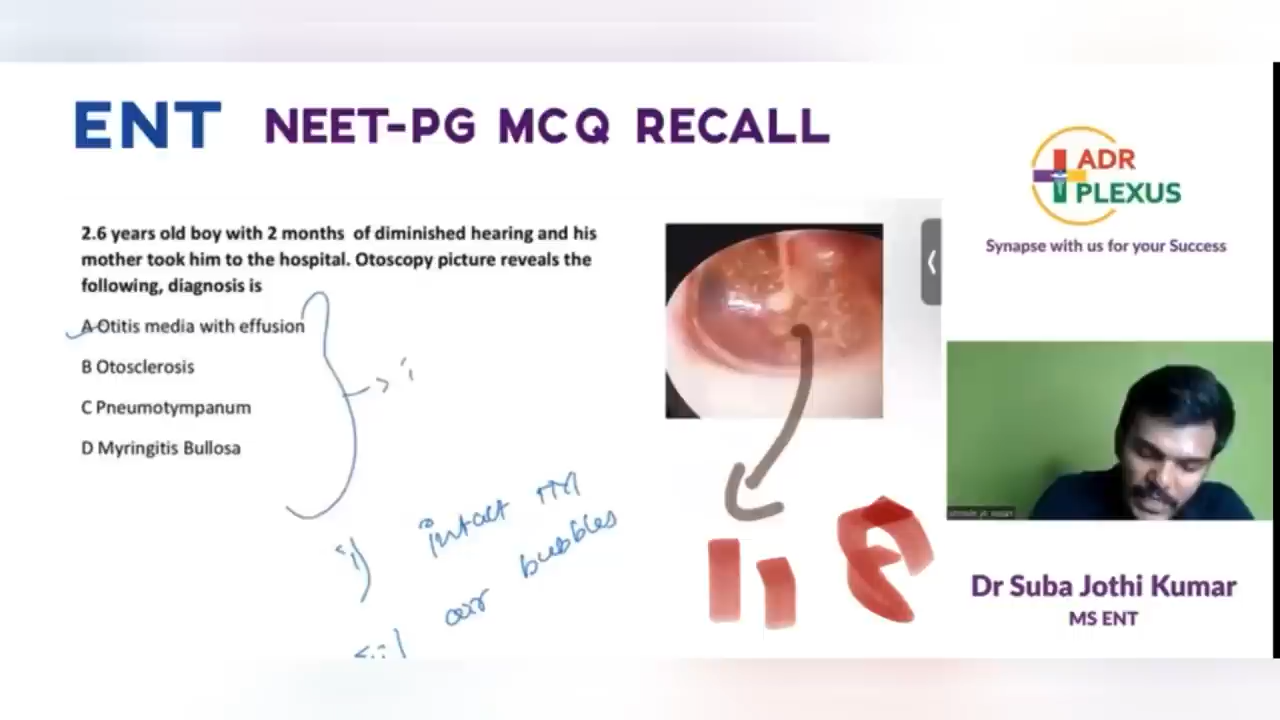 ENT NEET-PG MCQ RECALL
ADR
PLEXUS
Synapse with us for your Success
2.6 years old boy with 2 months of diminished hearing and his
mother took him to the hospital. Otoscopy picture reveals the
following, diagnosis is
A Otitis media with effusion
B Otosclerosis
C Pneumotympanum
D Myringitis Bullosa
i) intact TM
ii) air bubbles
Dr Suba Jothi Kumar
MS ENT